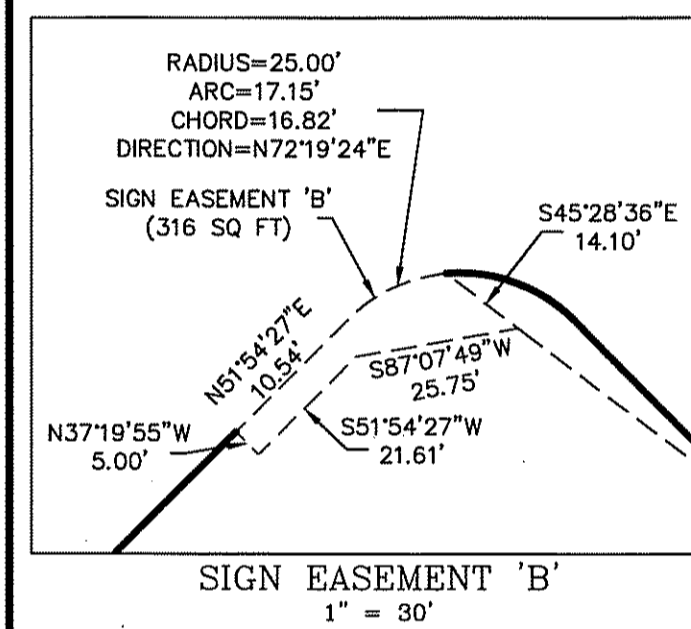 RADIUS=25.00'
ARC=17.15'
CHORD=16.82'
DIRECTION=N72°19'24"E
SIGN EASEMENT 'B'
(316 SQ FT)
S45°28'36"E
14.10'
N51°54'27"E
10.54'
S87°07'49"W
25.75'
N37°19'55"W
5.00'
S51°54'27"W
21.61'
SIGN EASEMENT 'B'
1" = 30'